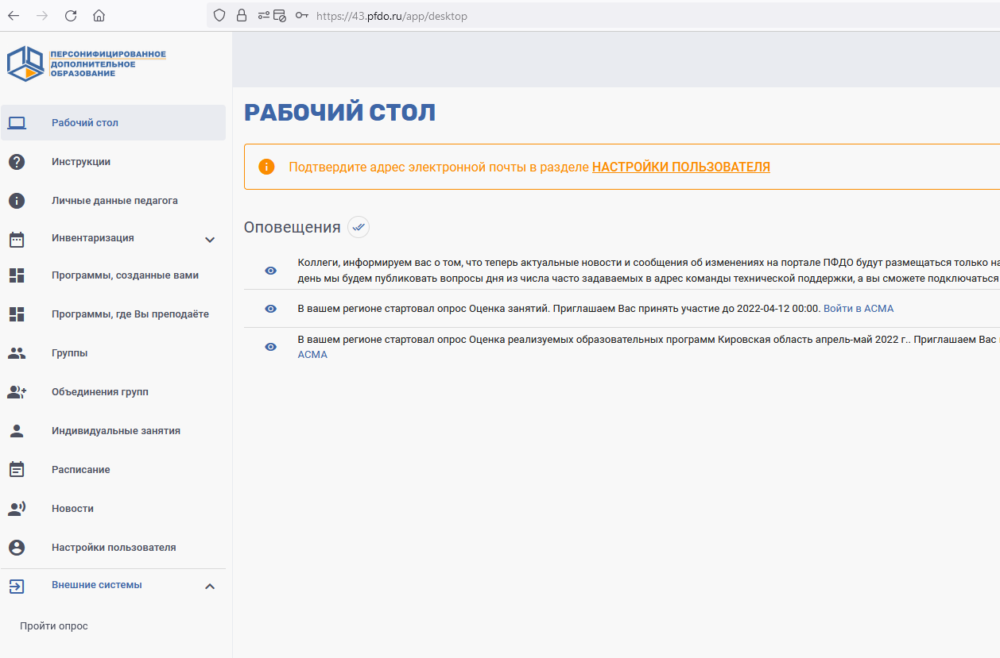 https://43.pfdo.ru/app/desktop
ПЕРСОНИФИЦИРОВАННОЕ
ДОПОЛНИТЕЛЬНОЕ
ОБРАЗОВАНИЕ
Рабочий стол
Инструкции
Личные данные педагога
Инвентаризация
Программы, созданные вами
Программы, где Вы преподаёте
Группы
Объединения групп
Индивидуальные занятия
Расписание
Новости
Настройки пользователя
Внешние системы
Пройти опрос
РАБОЧИЙ СТОЛ
Подтвердите адрес электронной почты в разделе НАСТРОЙКИ ПОЛЬЗОВАТЕЛЯ
Оповещения
Коллеги, информируем вас о том, что теперь актуальные новости и сообщения об изменениях на портале ПФДО будут размещаться только на
день мы будем публиковать вопросы дня из числа часто задаваемых в адрес команды технической поддержки, а вы сможете подключаться
В вашем регионе стартовал опрос Оценка занятий. Приглашаем Вас принять участие до 2022-04-12 00:00. Войти в АСМА
В вашем регионе стартовал опрос Оценка реализуемых образовательных программ Кировская область апрель-май 2022 г.. Приглашаем Вас
АСМА